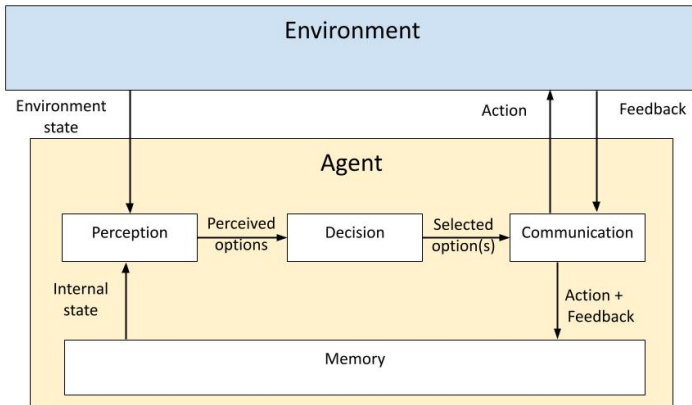 Environment
Environment
state
Action
Feedback
Agent
Perception
Perceived
options
Decision
Selected
option(s)
Communication
Internal
state
Action +
Feedback
Memory